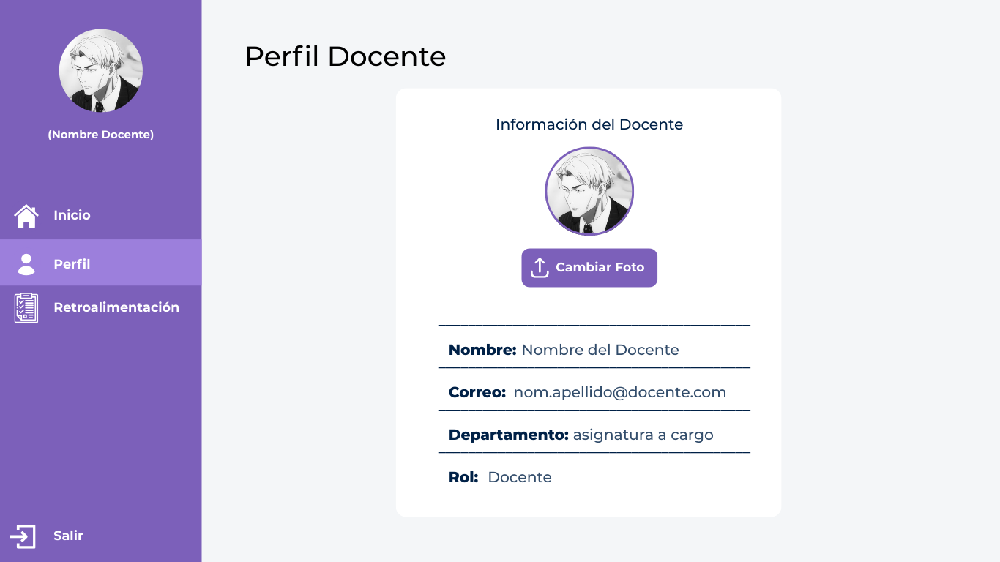 (Nombre Docente)
Inicio
Perfil
Retroalimentación
Salir
Perfil Docente
Información del Docente
Cambiar Foto
Nombre: Nombre del Docente
Correo: nom.apellido@docente.com
Departamento: asignatura a cargo
Rol: Docente